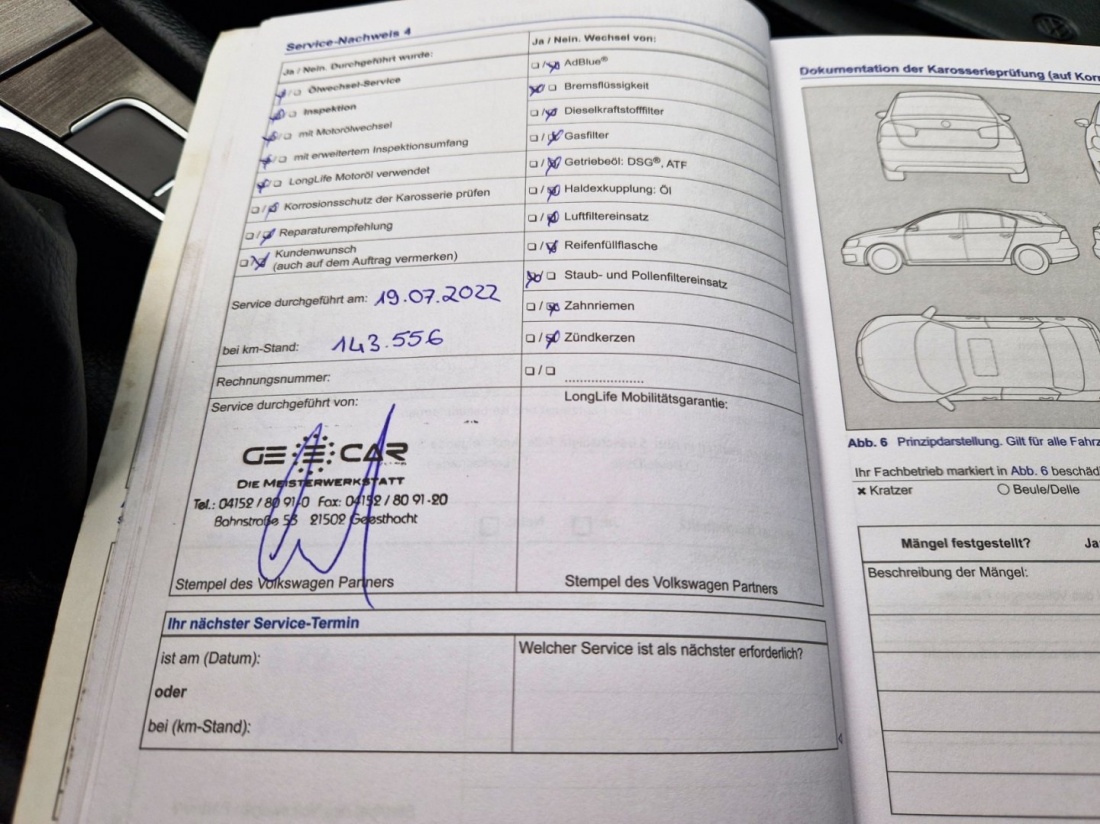 Service-Nachweis 4
Ja / Nein. Durchgeführt wurde:
Ölwechsel-Service
Inspektion
mit Motorölwechsel
mit erweitertem Inspektionsumfang
LongLife Motoröl verwendet
Korrosionsschutz der Karosserie prüfen
Reparaturempfehlung
Kundenwunsch
(auch auf dem Auftrag vermerken)
Service durchgeführt am: 19.07.2022
bei km-Stand: 143.556
Rechnungsnummer:
Service durchgeführt von:
GE CAR
DIE MEISTERWERKSTATT
Tel.: 04152 / 80 91-0 Fax: 04152 / 80 91-20
Bahnstraße 53 21502 Geesthacht
Stempel des Volkswagen Partners
Ja / Nein. Wechsel von:
AdBlue®
Bremsflüssigkeit
Dieselkraftstofffilter
Gasfilter
Getriebeöl: DSG®, ATF
Haldexkupplung: Öl
Luftfiltereinsatz
Reifenfüllflasche
Staub- und Pollenfiltereinsatz
Zahnriemen
Zündkerzen
LongLife Mobilitätsgarantie:
Stempel des Volkswagen Partners
Ihr nächster Service-Termin
ist am (Datum):
oder
bei (km-Stand):
Welcher Service ist als nächster erforderlich?
4
Dokumentation der Karosserieprüfung (auf
Abb. 6 Prinzipdarstellung. Gilt für alle
Ihr Fachbetrieb markiert in Abb. 6
Kratzer
Beule/Delle
Mängel festgestellt?
Beschreibung der Mängel: